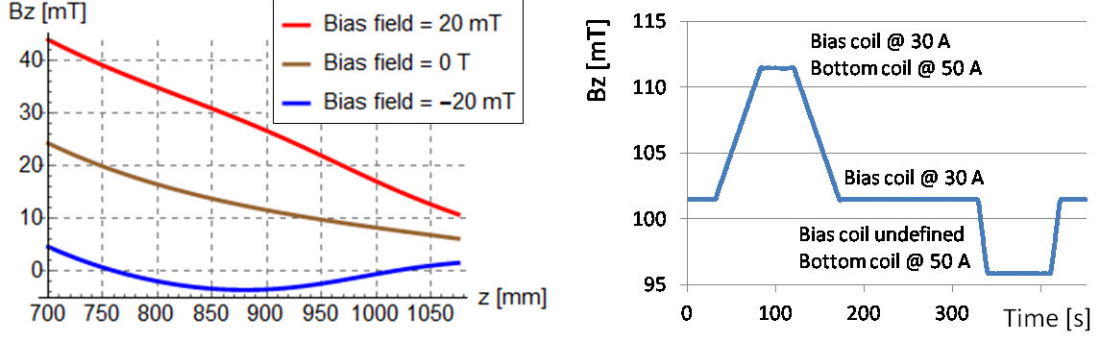 Bz [mT]
Bias field = 20 mT
Bias field = 0 T
Bias field = −20 mT
40
30
20
10
0
700 750 800 850 900 950 1000 1050
z [mm]
Bz [mT]
115
110
105
100
95
Bias coil @ 30 A
Bottom coil @ 50 A
Bias coil @ 30 A
Bias coil undefined
Bottom coil @ 50 A
0 100 200 300
Time [s]